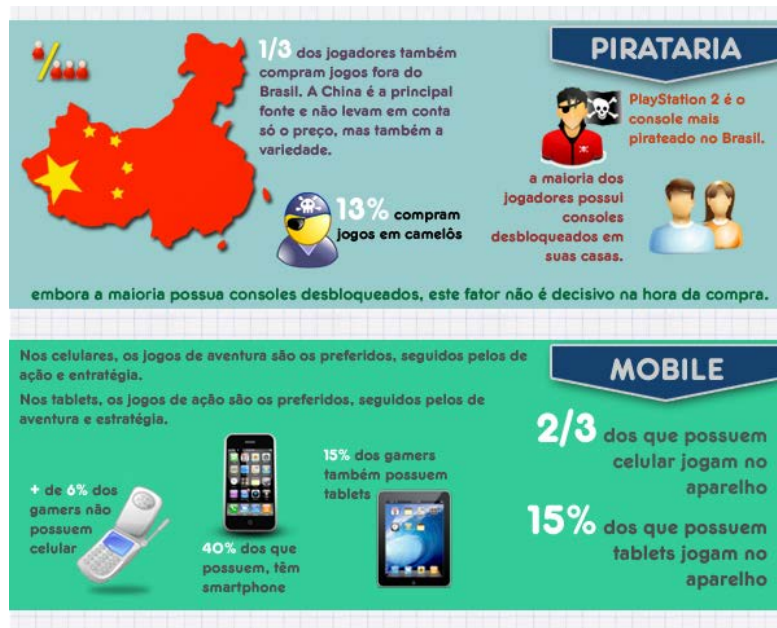 1/3 dos jogadores também
compram jogos fora do
Brasil. A China é a principal
fonte e não levam em conta
só o preço, mas também a
variedade.
13% compram
jogos em camelôs
PIRATARIA
PlayStation 2 é o
console mais
pirateado no Brasil.
a maioria dos
jogadores possui
consoles
desbloqueados em
suas casas.
embora a maioria possua consoles desbloqueados, este fator não é decisivo na hora da compra.
Nos celulares, os jogos de aventura são os preferidos, seguidos pelos de
ação e entratégia.
Nos tablets, os jogos de ação são os preferidos, seguidos pelos de
aventura e estratégia.
+ de 6% dos
gamers não
possuem
celular
40% dos que
possuem, têm
smartphone
15% dos gamers
também possuem
tablets
MOBILE
2/3 dos que possuem
celular jogam no
aparelho
15% dos que possuem
tablets jogam no
aparelho